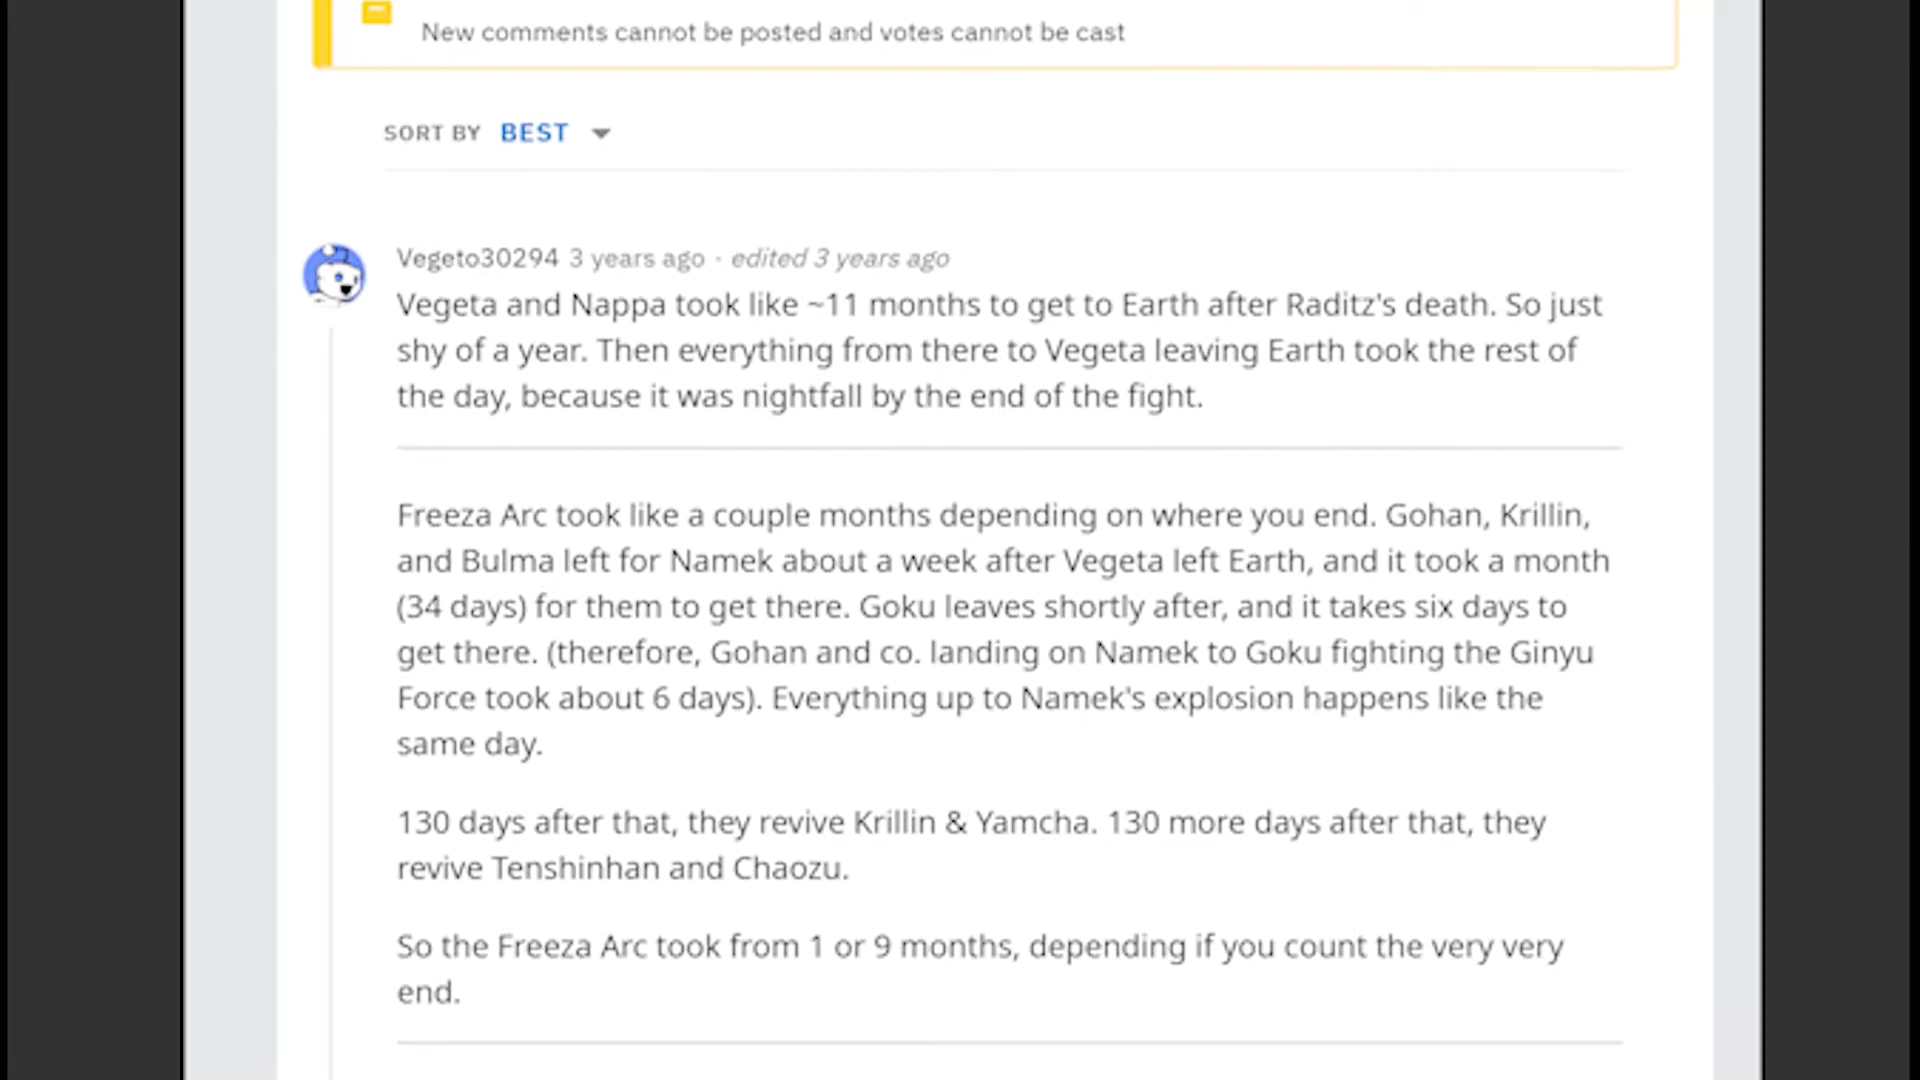 New comments cannot be posted and votes cannot be cast
SORT BY BEST
Vegeto30294 3 years ago · edited 3 years ago
Vegeta and Nappa took like ~11 months to get to Earth after Raditz's death. So just
shy of a year. Then everything from there to Vegeta leaving Earth took the rest of
the day, because it was nightfall by the end of the fight.
Freeza Arc took like a couple months depending on where you end. Gohan, Krillin,
and Bulma left for Namek about a week after Vegeta left Earth, and it took a month
(34 days) for them to get there. Goku leaves shortly after, and it takes six days to
get there. (therefore, Gohan and co. landing on Namek to Goku fighting the Ginyu
Force took about 6 days). Everything up to Namek's explosion happens like the
same day.
130 days after that, they revive Krillin & Yamcha. 130 more days after that, they
revive Tenshinhan and Chaozu.
So the Freeza Arc took from 1 or 9 months, depending if you count the very very
end.